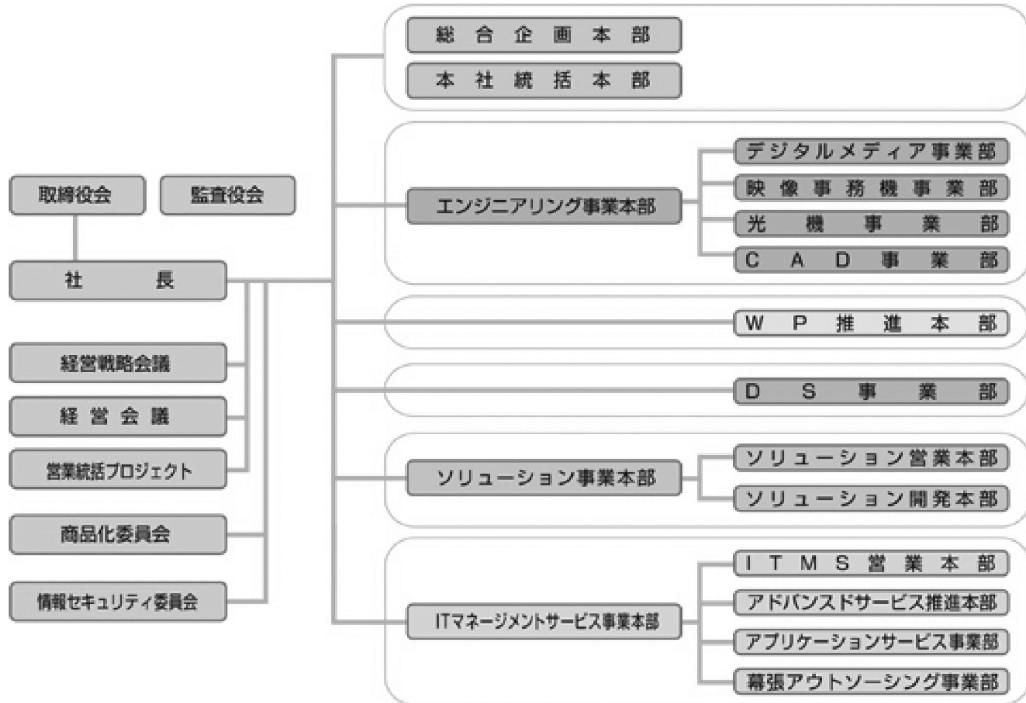 取締役会
監査役会
社長
経営戦略会議
経営会議
営業統括プロジェクト
商品化委員会
情報セキュリティ委員会
総合企画本部
本社統括本部
エンジニアリング事業本部
デジタルメディア事業部
映像事務機事業部
光機事業部
CAD事業部
WP推進本部
DS事業部
ソリューション事業本部
ソリューション営業本部
ソリューション開発本部
ITマネージメントサービス事業本部
ITMS営業本部
アドバンスドサービス推進本部
アプリケーションサービス事業部
幕張アウトソーシング事業部